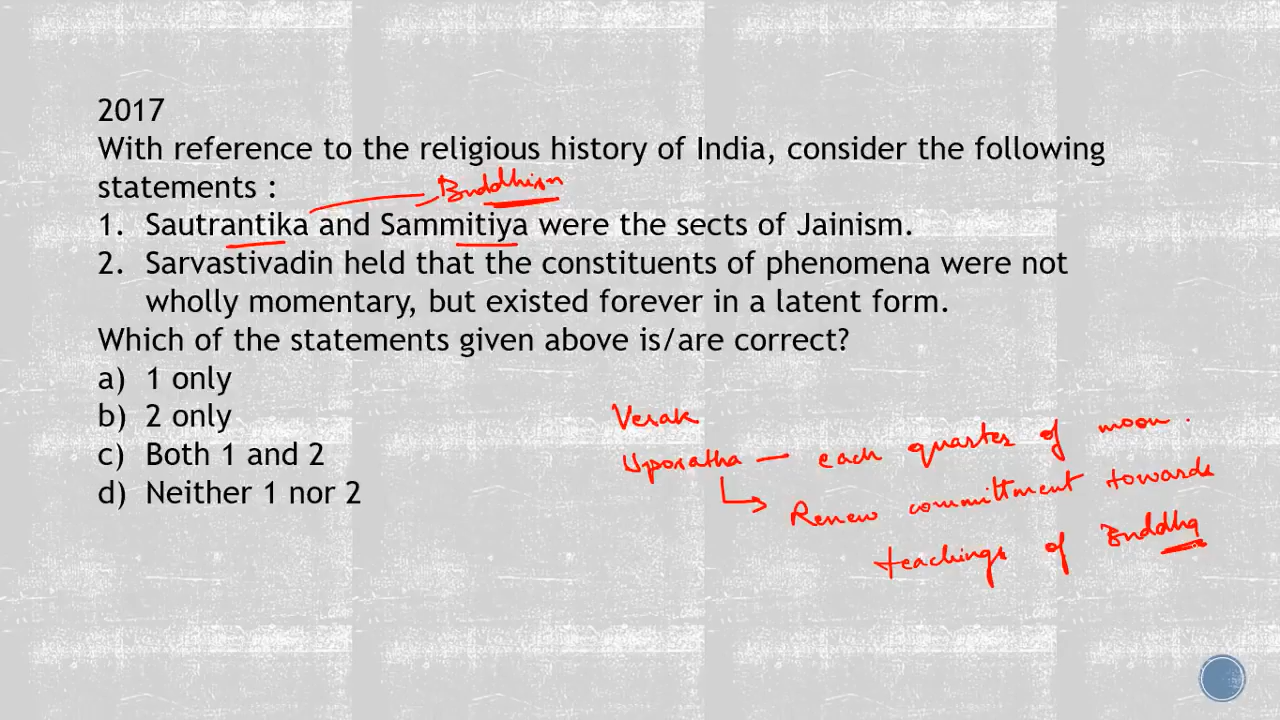 2017
With reference to the religious history of India, consider the following
statements :
Buddhism
1. Sautrantika and Sammitiya were the sects of Jainism.
2. Sarvastivadin held that the constituents of phenomena were not
wholly momentary, but existed forever in a latent form.
Which of the statements given above is/are correct?
a) 1 only
b) 2 only
c) Both 1 and 2
d) Neither 1 nor 2
Vesak
Uposatha — each quarter of moon.
Renew committment towards
teachings of Buddha